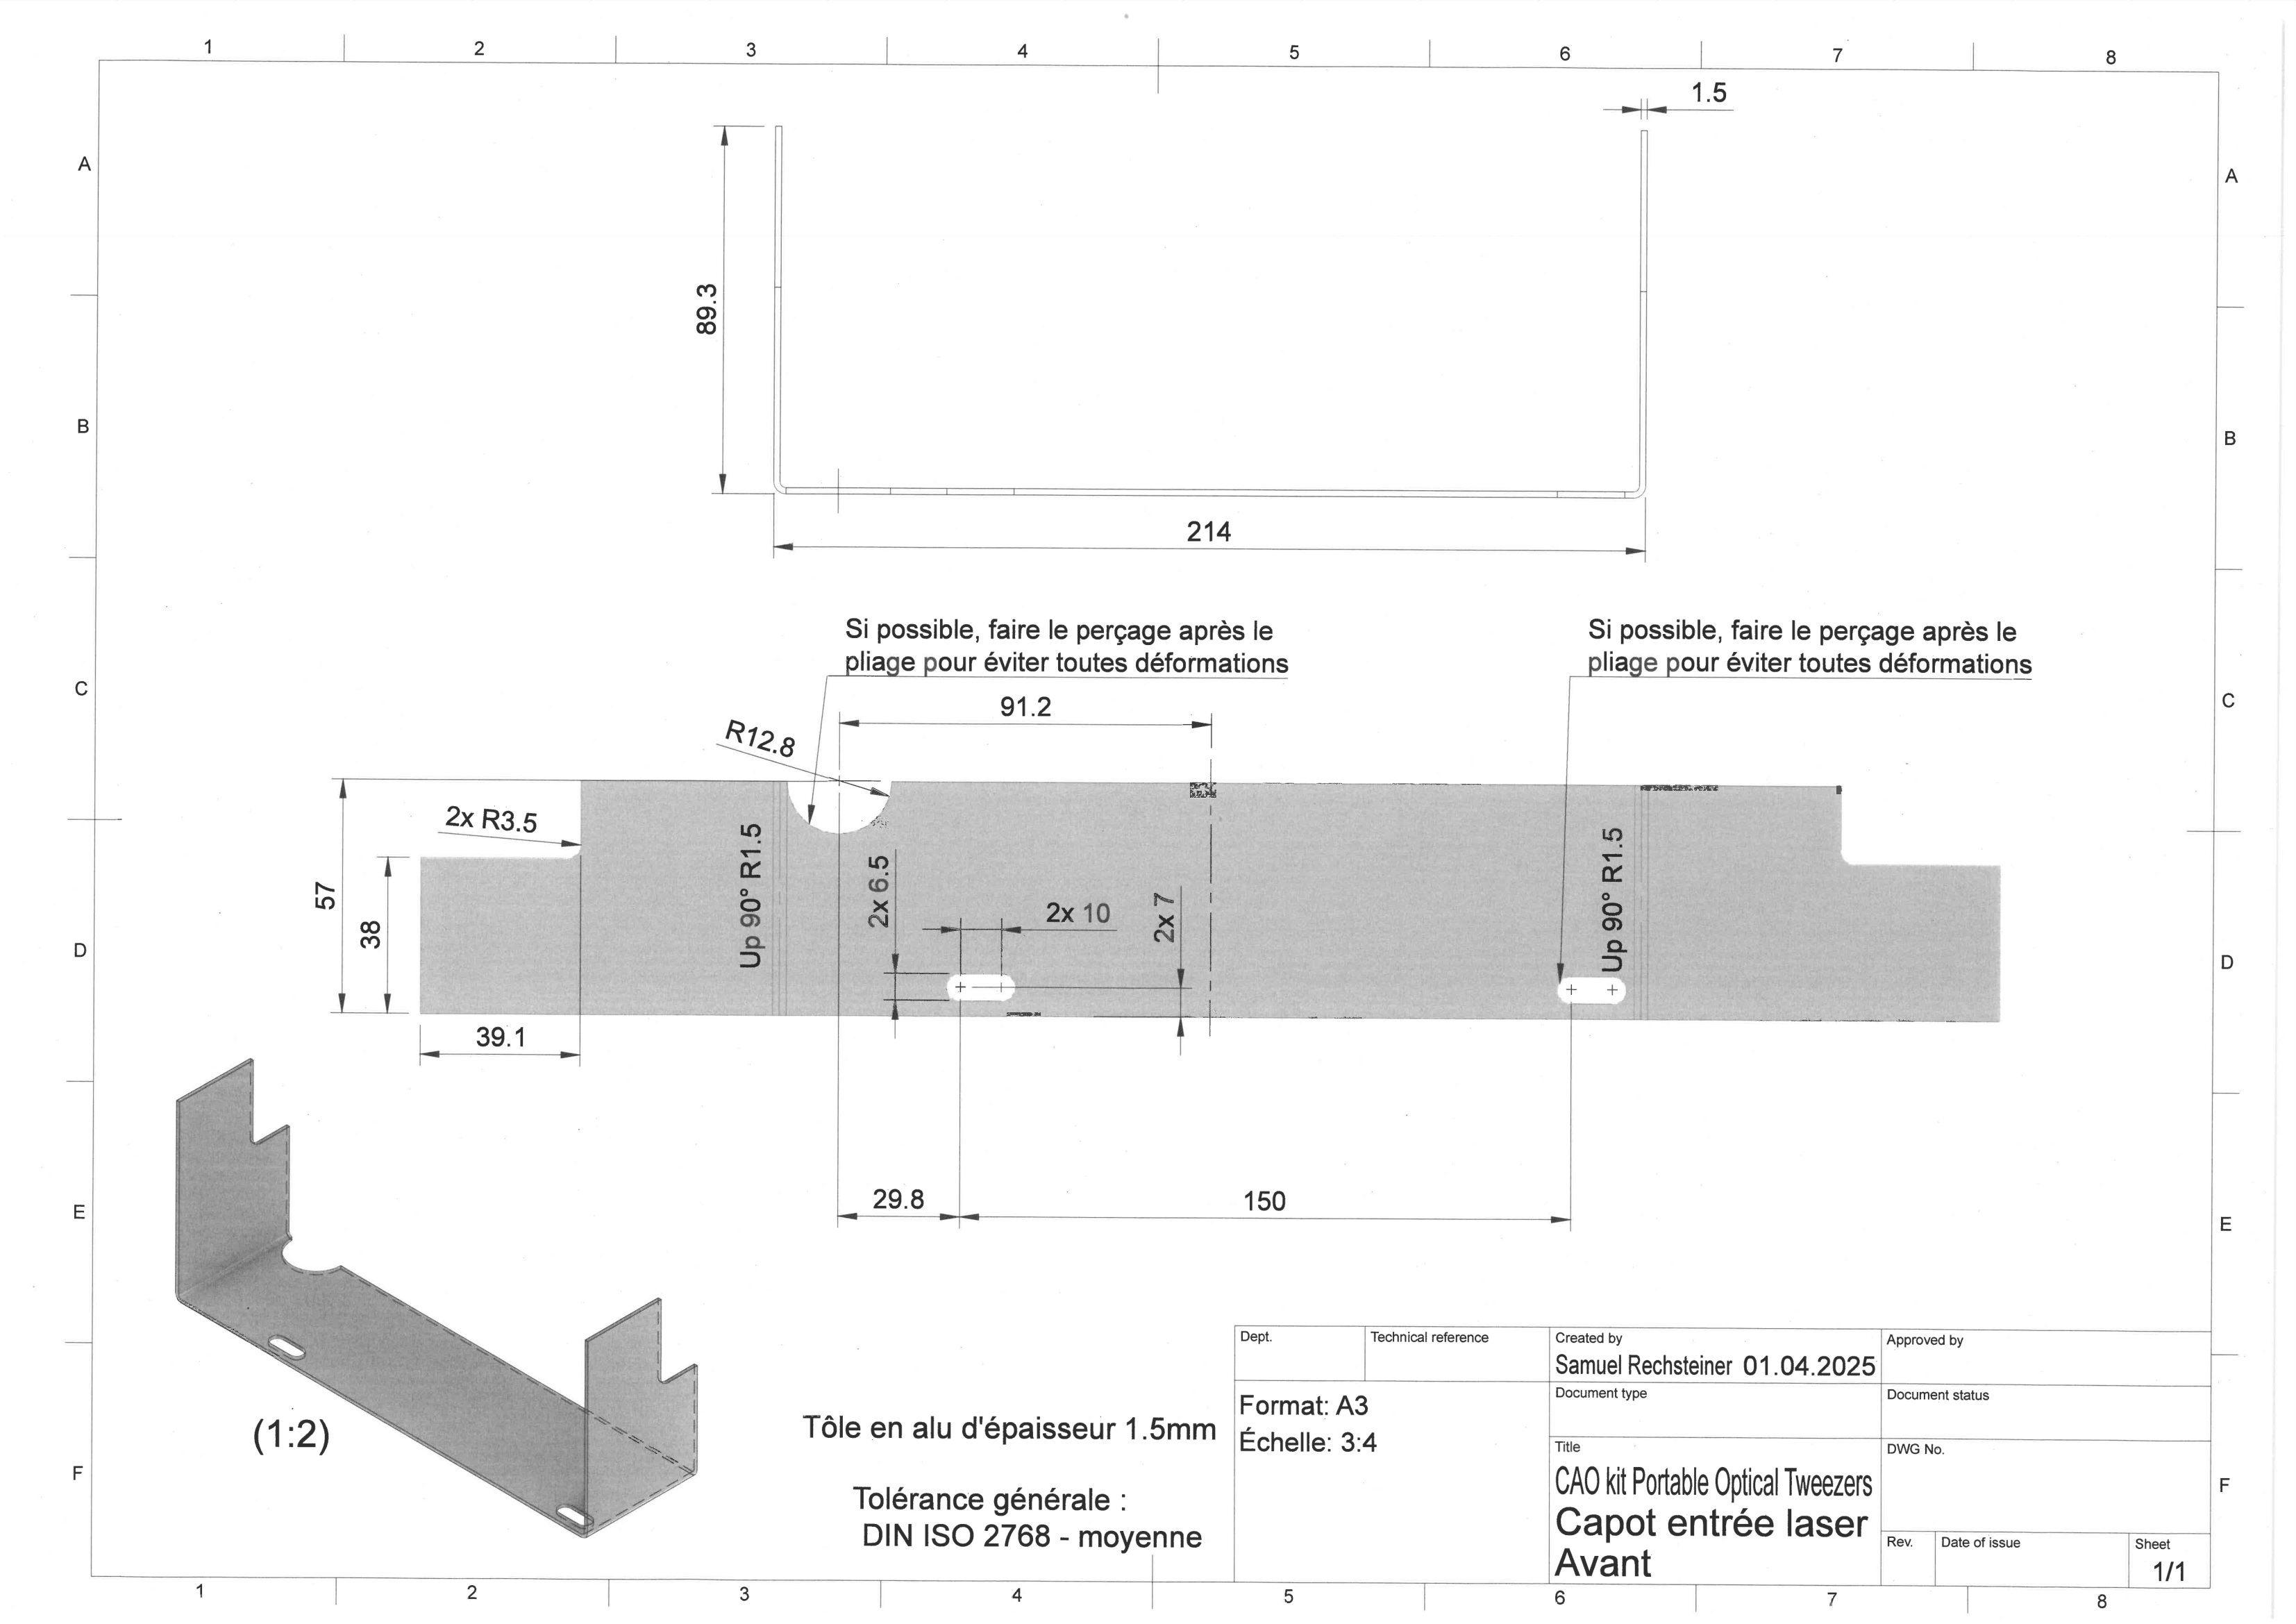 1 2 3 4 5 6 7 8
1.5
A A
89.3
B B
214
Si possible, faire le perçage après le
pliage pour éviter toutes déformations
Si possible, faire le perçage après le
pliage pour éviter toutes déformations
C C
91.2
R12.8
2x R3.5
57
38
Up 90° R1.5
2x 6.5
2x 10
2x 7
Up 90° R1.5
D D
39.1
29.8
150
E E
(1:2)
Tôle en alu d'épaisseur 1.5mm
Tolérance générale :
DIN ISO 2768 - moyenne
Dept.
Technical reference
Created by
Samuel Rechsteiner 01.04.2025
Approved by
Format: A3
Échelle: 3:4
Document type
Document status
Title
CAO kit Portable Optical Tweezers
Capot entrée laser
Avant
DWG No.
Rev.
Date of issue
Sheet
1/1
F F
1 2 3 4 5 6 7 8